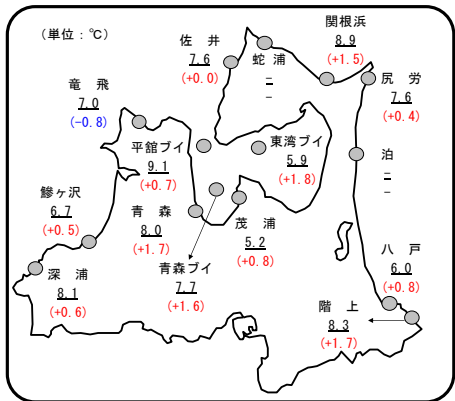 （単位：℃）
関根浜
8.9
(+1.5)
佐 井
7.6
(+0.0)
蛇 浦
－
－
尻 労
7.6
(+0.4)
竜 飛
7.0
(-0.8)
平舘ブイ
9.1
(+0.7)
東湾ブイ
5.9
(+1.8)
泊
－
－
鰺ヶ沢
6.7
(+0.5)
青 森
8.0
(+1.7)
茂 浦
5.2
(+0.8)
八 戸
6.0
(+0.8)
深 浦
8.1
(+0.6)
青森ブイ
7.7
(+1.6)
階 上
8.3
(+1.7)